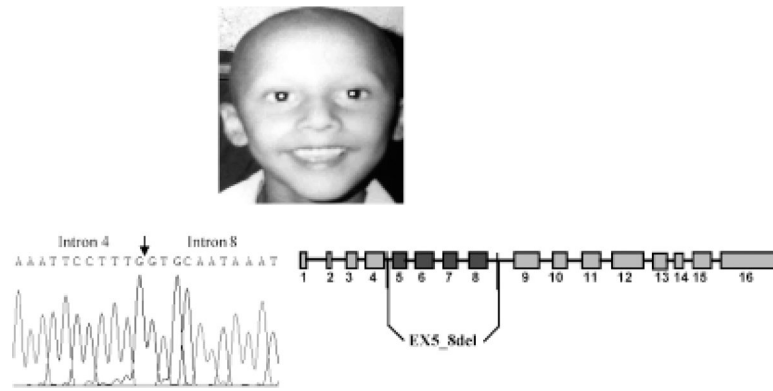 Intron 4 Intron 8
A A A T T C C T T T G G T G C A A T A A A T
1 2 3 4 5 6 7 8 9 10 11 12 13 14 15 16
EX5_8del